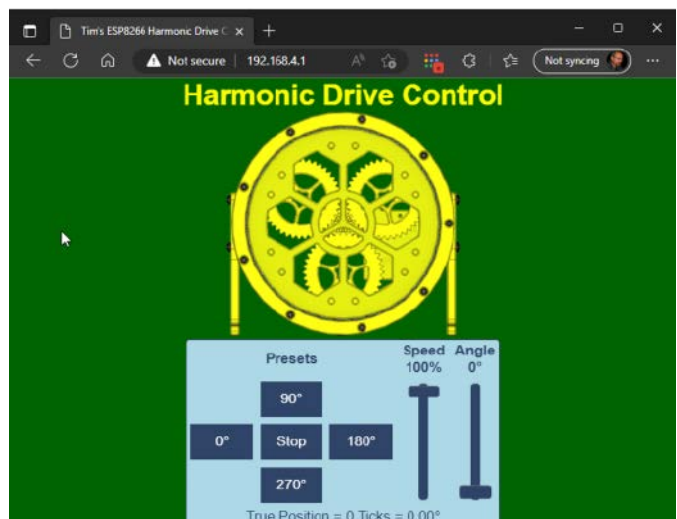 Tim's ESP8266 Harmonic Drive C
Not secure
192.168.4.1
Not syncing
Harmonic Drive Control
Presets
Speed
100%
Angle
0°
90°
0°
Stop
180°
270°
True Position = 0 Ticks = 0.00°